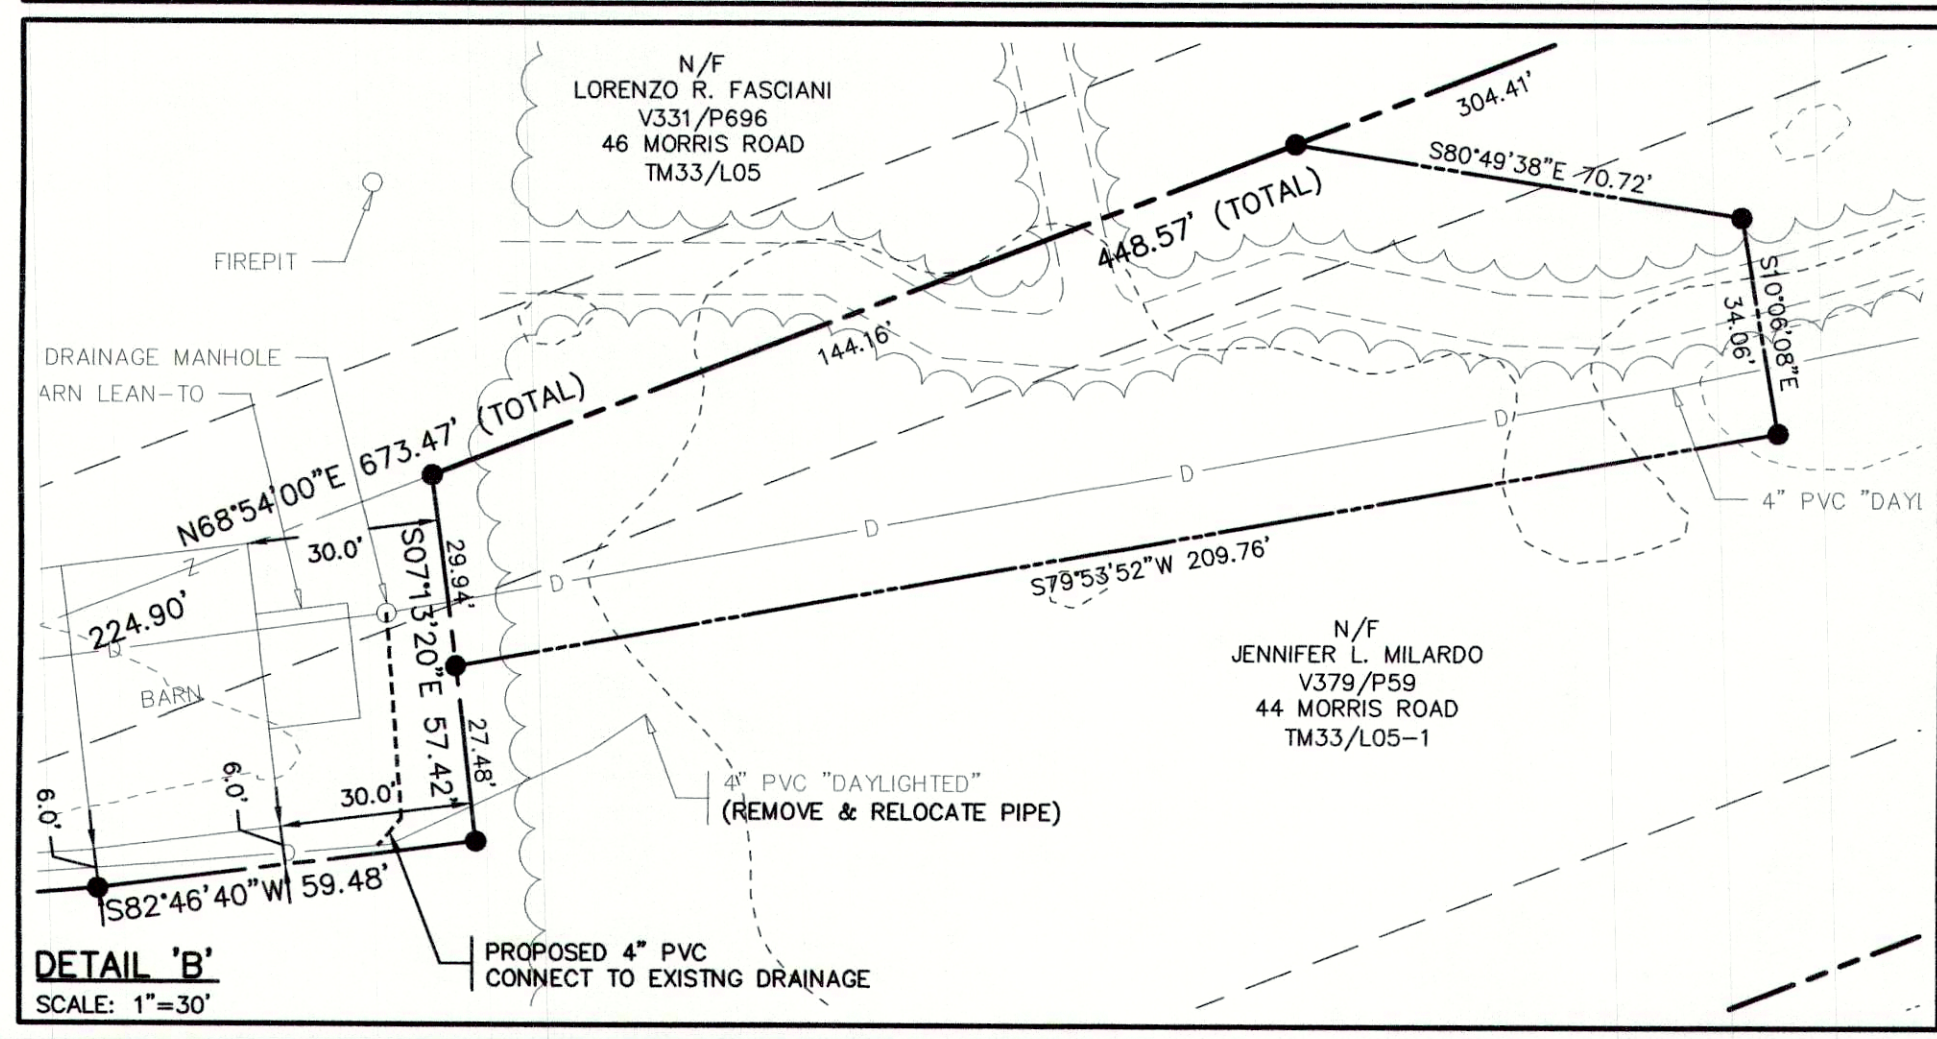 N/F
LORENZO R. FASCIANI
V331/P696
46 MORRIS ROAD
TM33/L05
304.41'
S80°49'38"E 70.72'
448.57' (TOTAL)
FIREPIT
S10°06'08"E
34.06'
144.16'
DRAINAGE MANHOLE
ARN LEAN-TO
N68°54'00"E 673.47' (TOTAL)
D
D
D
D
4" PVC "DAYL
30.0'
S07°13'20"E 57.42'
29.94'
Z
S79°53'52"W 209.76'
224.90'
D
BARN
N/F
JENNIFER L. MILARDO
V379/P59
44 MORRIS ROAD
TM33/L05-1
27.48'
6.0'
6.0'
30.0'
4" PVC "DAYLIGHTED"
(REMOVE & RELOCATE PIPE)
S82°46'40"W 59.48'
PROPOSED 4" PVC
CONNECT TO EXISTNG DRAINAGE
DETAIL 'B'
SCALE: 1"=30'